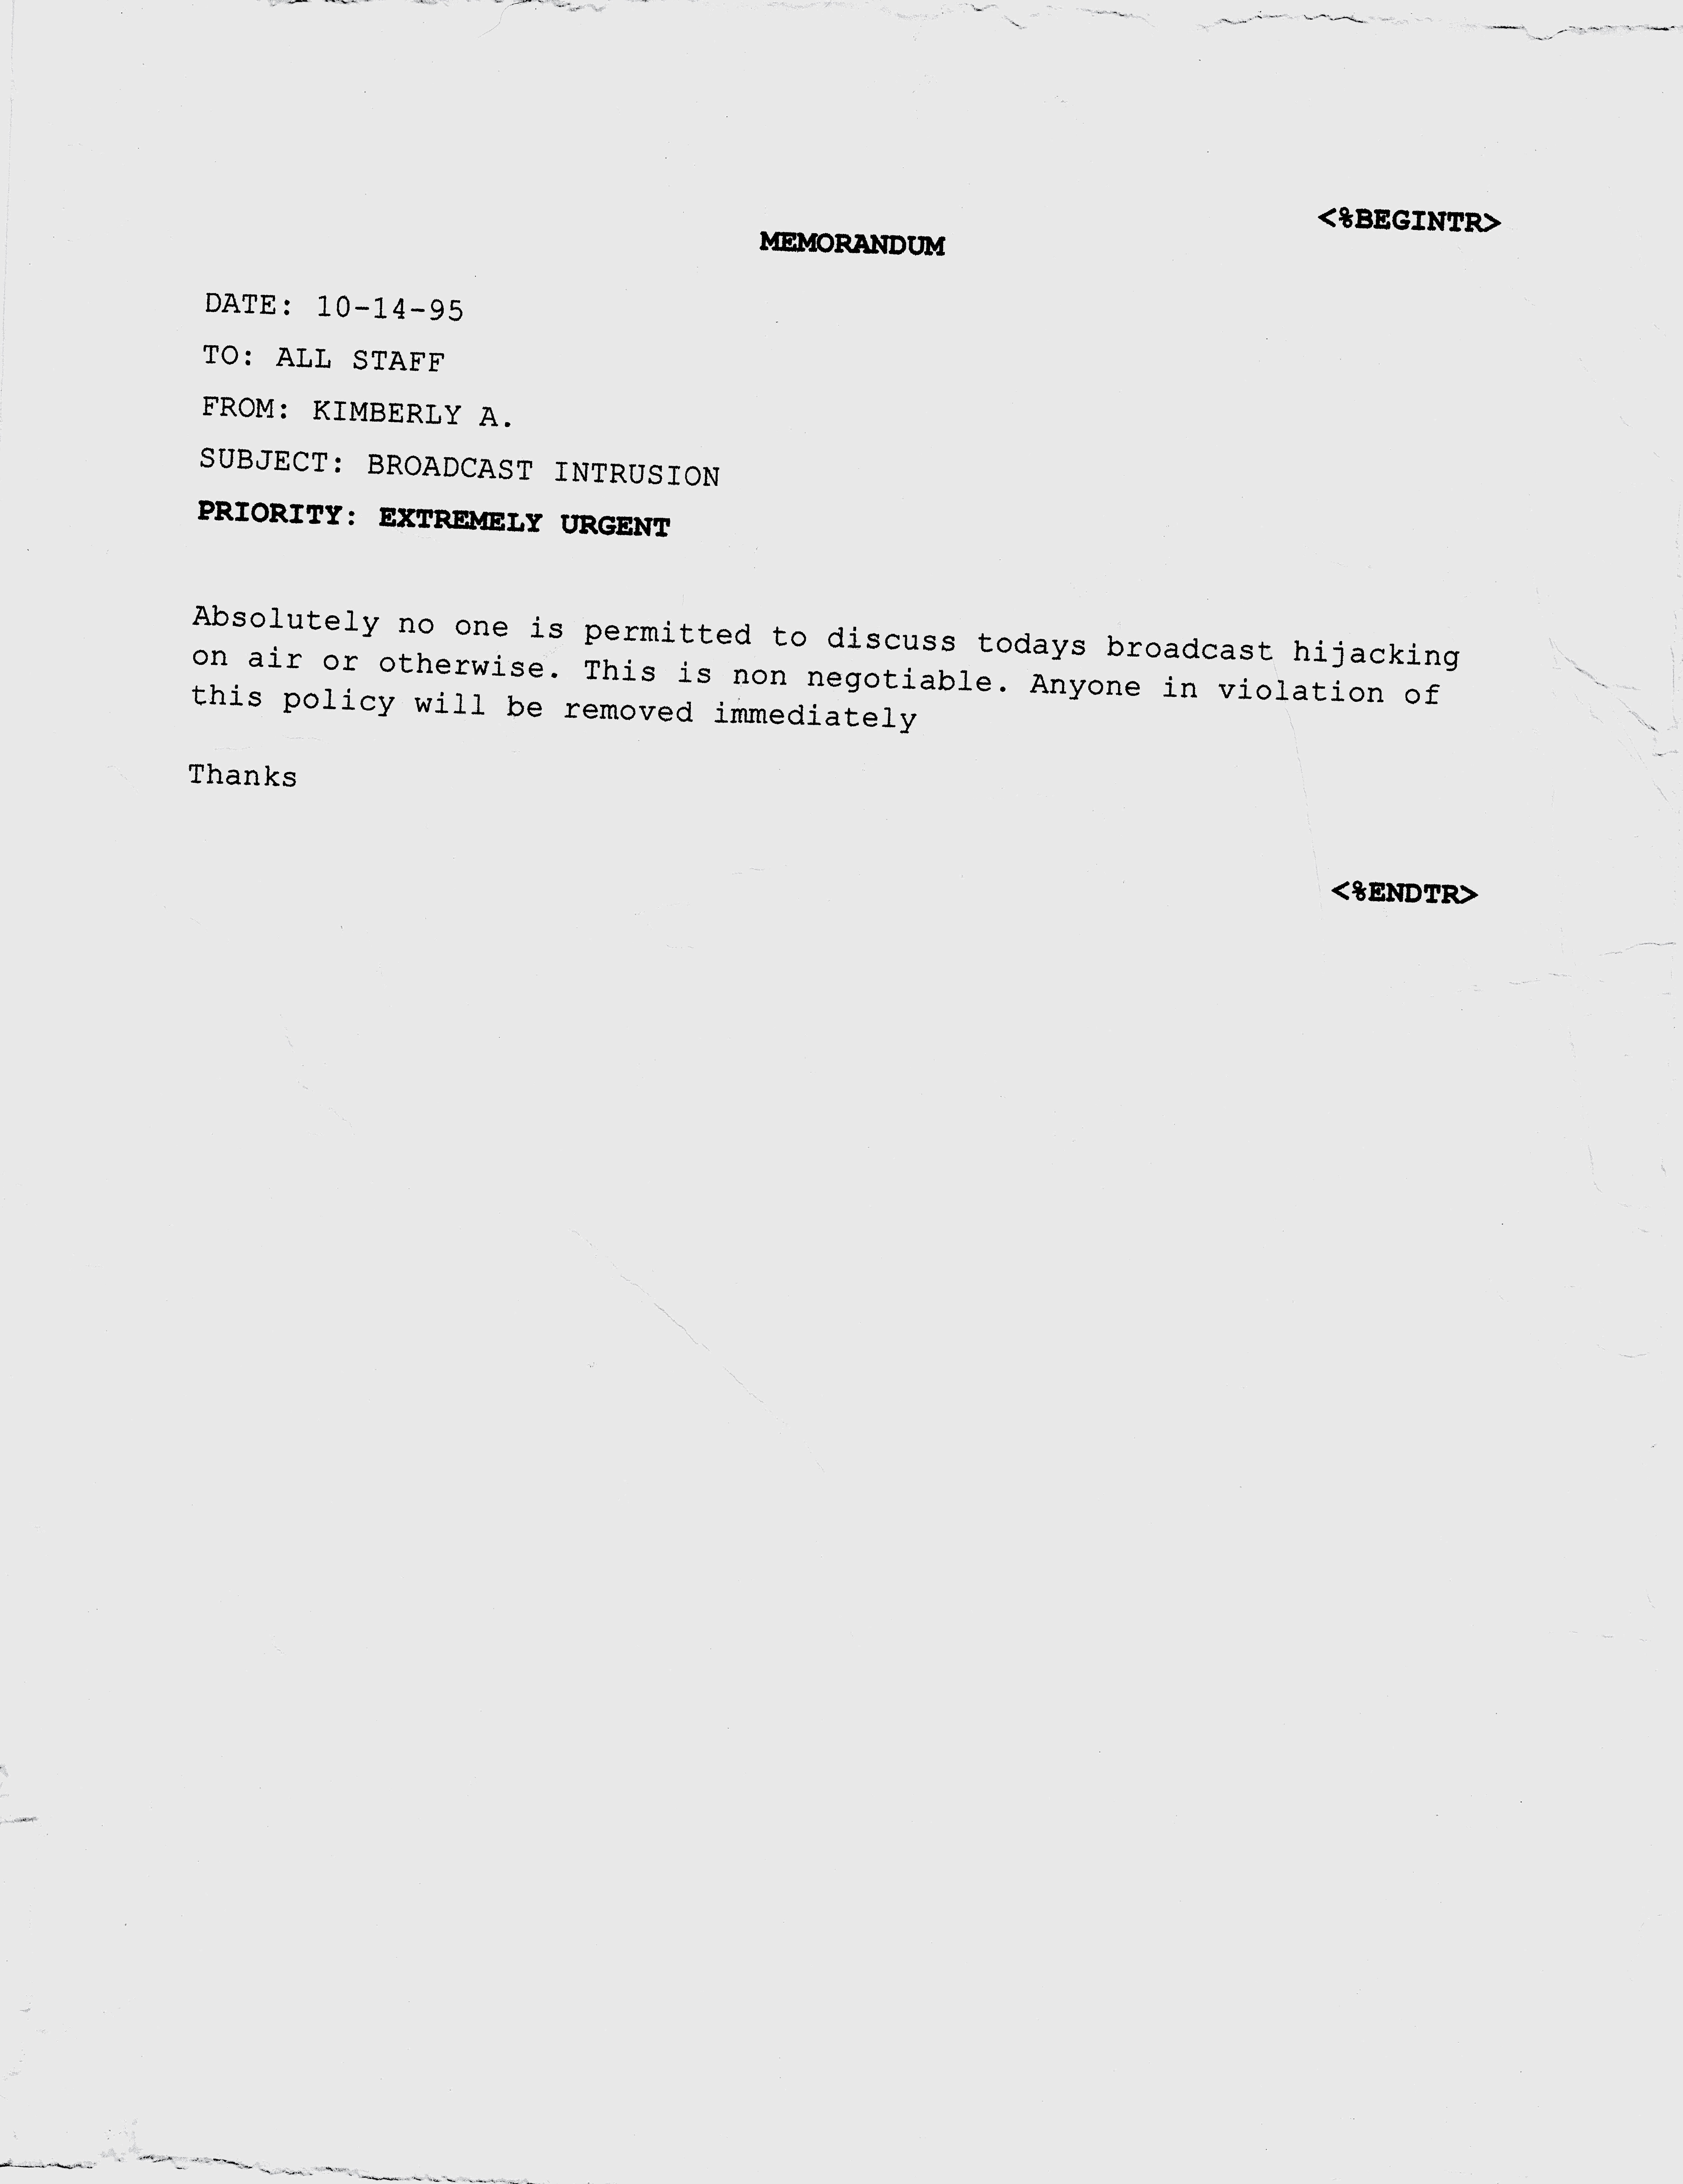 <%BEGINTR>
MEMORANDUM
DATE: 10-14-95
TO: ALL STAFF
FROM: KIMBERLY A.
SUBJECT: BROADCAST INTRUSION
PRIORITY: EXTREMELY URGENT
Absolutely no one is permitted to discuss todays broadcast hijacking
on air or otherwise. This is non negotiable. Anyone in violation of
this policy will be removed immediately
Thanks
<%ENDTR>